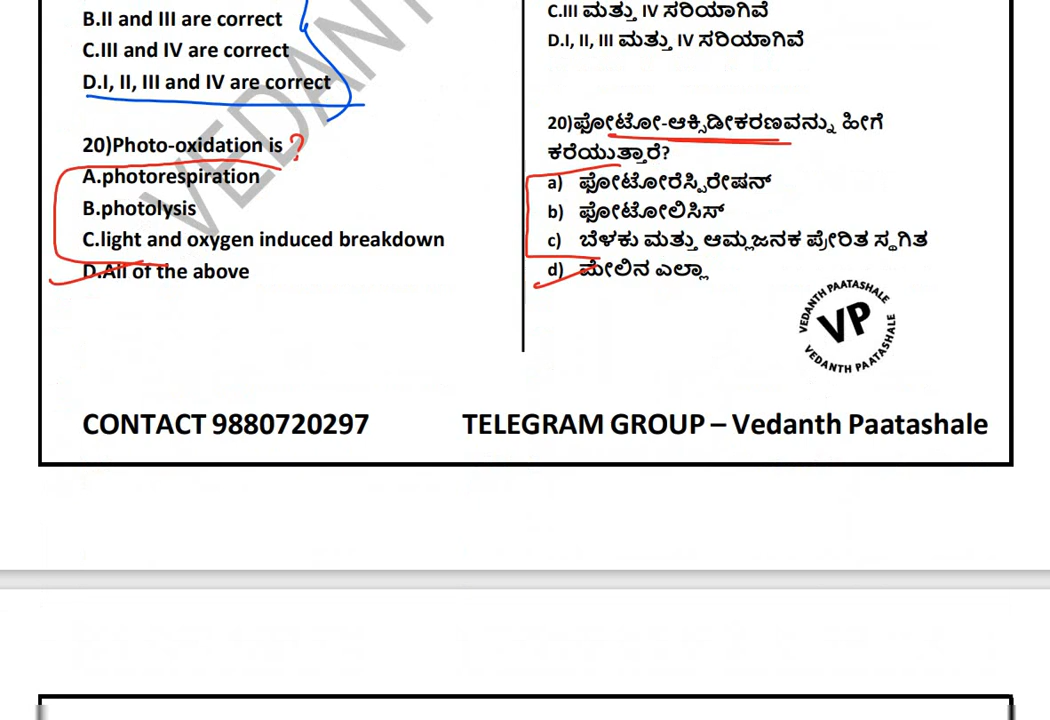 B.II and III are correct
C.III and IV are correct
D.I, II, III and IV are correct
20)Photo-oxidation is ?
A.photorespiration
B.photolysis
C.light and oxygen induced breakdown
D.All of the above
C.III ಮತ್ತು IV ಸರಿಯಾಗಿವೆ
D.I, II, III ಮತ್ತು IV ಸರಿಯಾಗಿವೆ
20)ಫೋಟೋ-ಆಕ್ಸಿಡೀಕರಣವನ್ನು ಹೀಗೆ
ಕರೆಯುತ್ತಾರೆ?
a) ಫೋಟೋರೆಸ್ಪಿರೇಷನ್
b) ಫೋಟೋಲಿಸಿಸ್
c) ಬೆಳಕು ಮತ್ತು ಆಮ್ಲಜನಕ ಪ್ರೇರಿತ ಸ್ಥಗಿತ
d) ಮೇಲಿನ ಎಲ್ಲಾ
VEDANTH PAATASHALE
VP
VEDANTH PAATASHALE
VEDANT
CONTACT 9880720297
TELEGRAM GROUP – Vedanth Paatashale